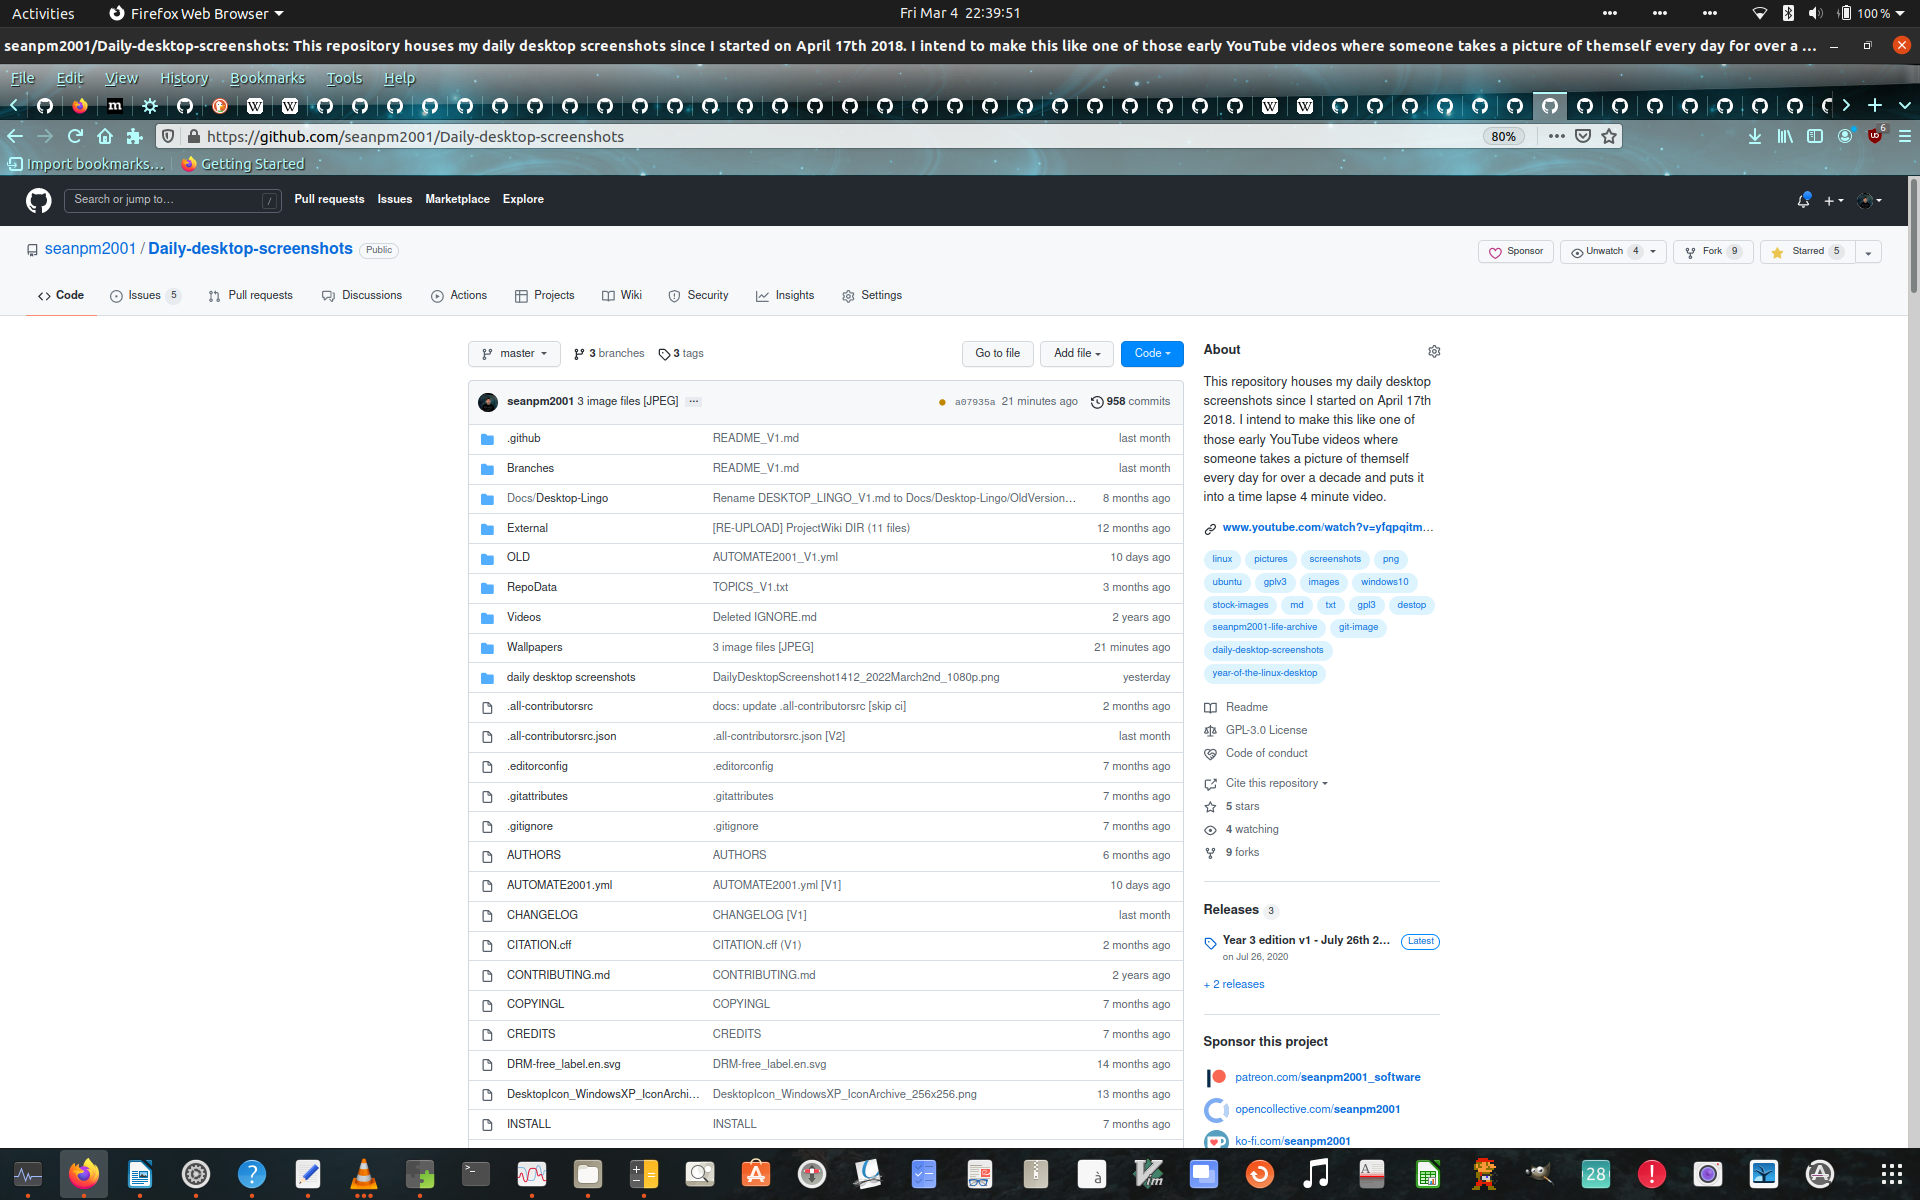 Activities
Firefox Web Browser
Fri Mar 4 22:39:51
100 %
seanpm2001/Daily-desktop-screenshots: This repository houses my daily desktop screenshots since I started on April 17th 2018. I intend to make this like one of those early YouTube videos where someone takes a picture of themself every day for over a ...
File Edit View History Bookmarks Tools Help
https://github.com/seanpm2001/Daily-desktop-screenshots
80%
6
Import bookmarks...
Getting Started
Search or jump to...
/
Pull requests Issues Marketplace Explore
seanpm2001 / Daily-desktop-screenshots
Public
Sponsor
Unwatch 4
Fork 9
Starred 5
Code
Issues 5
Pull requests
Discussions
Actions
Projects
Wiki
Security
Insights
Settings
master
3 branches
3 tags
Go to file
Add file
Code
seanpm2001 3 image files [JPEG] ...
a07935a 21 minutes ago
958 commits
.github README_V1.md last month
Branches README_V1.md last month
Docs/Desktop-Lingo Rename DESKTOP_LINGO_V1.md to Docs/Desktop-Lingo/OldVersion... 8 months ago
External [RE-UPLOAD] ProjectWiki DIR (11 files) 12 months ago
OLD AUTOMATE2001_V1.yml 10 days ago
RepoData TOPICS_V1.txt 3 months ago
Videos Deleted IGNORE.md 2 years ago
Wallpapers 3 image files [JPEG] 21 minutes ago
daily desktop screenshots DailyDesktopScreenshot1412_2022March2nd_1080p.png yesterday
.all-contributorsrc docs: update .all-contributorsrc [skip ci] 2 months ago
.all-contributorsrc.json .all-contributorsrc.json [V2] last month
.editorconfig .editorconfig 7 months ago
.gitattributes .gitattributes 7 months ago
.gitignore .gitignore 7 months ago
AUTHORS AUTHORS 6 months ago
AUTOMATE2001.yml AUTOMATE2001.yml [V1] 10 days ago
CHANGELOG CHANGELOG [V1] last month
CITATION.cff CITATION.cff (V1) 2 months ago
CONTRIBUTING.md CONTRIBUTING.md 2 years ago
COPYINGL COPYINGL 7 months ago
CREDITS CREDITS 7 months ago
DRM-free_label.en.svg DRM-free_label.en.svg 14 months ago
DesktopIcon_WindowsXP_IconArchi... DesktopIcon_WindowsXP_IconArchive_256x256.png 13 months ago
INSTALL INSTALL 7 months ago
About
This repository houses my daily desktop
screenshots since I started on April 17th
2018. I intend to make this like one of
those early YouTube videos where
someone takes a picture of themself
every day for over a decade and puts it
into a time lapse 4 minute video.
www.youtube.com/watch?v=yfqpqitm...
linux pictures screenshots png
ubuntu gplv3 images windows10
stock-images md txt gpl3 destop
seanpm2001-life-archive git-image
daily-desktop-screenshots
year-of-the-linux-desktop
Readme
GPL-3.0 License
Code of conduct
Cite this repository
5 stars
4 watching
9 forks
Releases 3
Year 3 edition v1 - July 26th 2... Latest
on Jul 26, 2020
+ 2 releases
Sponsor this project
patreon.com/seanpm2001_software
opencollective.com/seanpm2001
ko-fi.com/seanpm2001
28